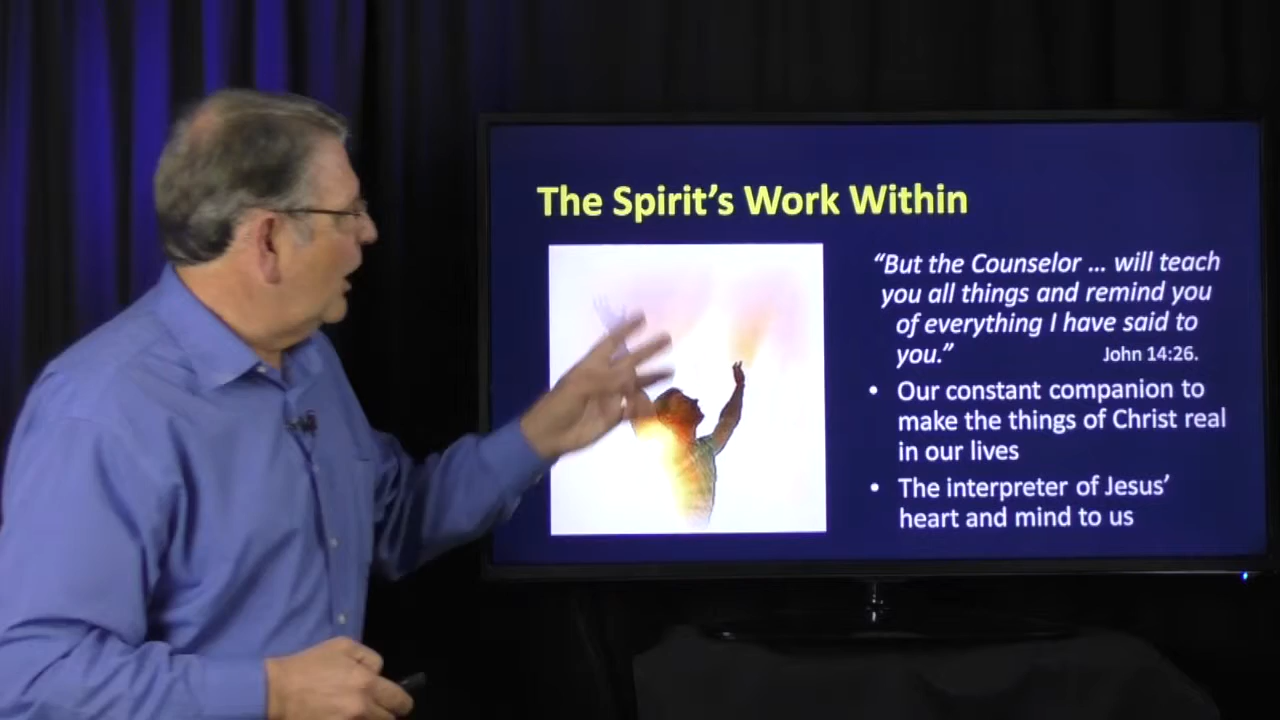 The Spirit's Work Within
“But the Counselor ... will teach
you all things and remind you
of everything I have said to
you.” John 14:26.
• Our constant companion to
make the things of Christ real
in our lives
• The interpreter of Jesus’
heart and mind to us